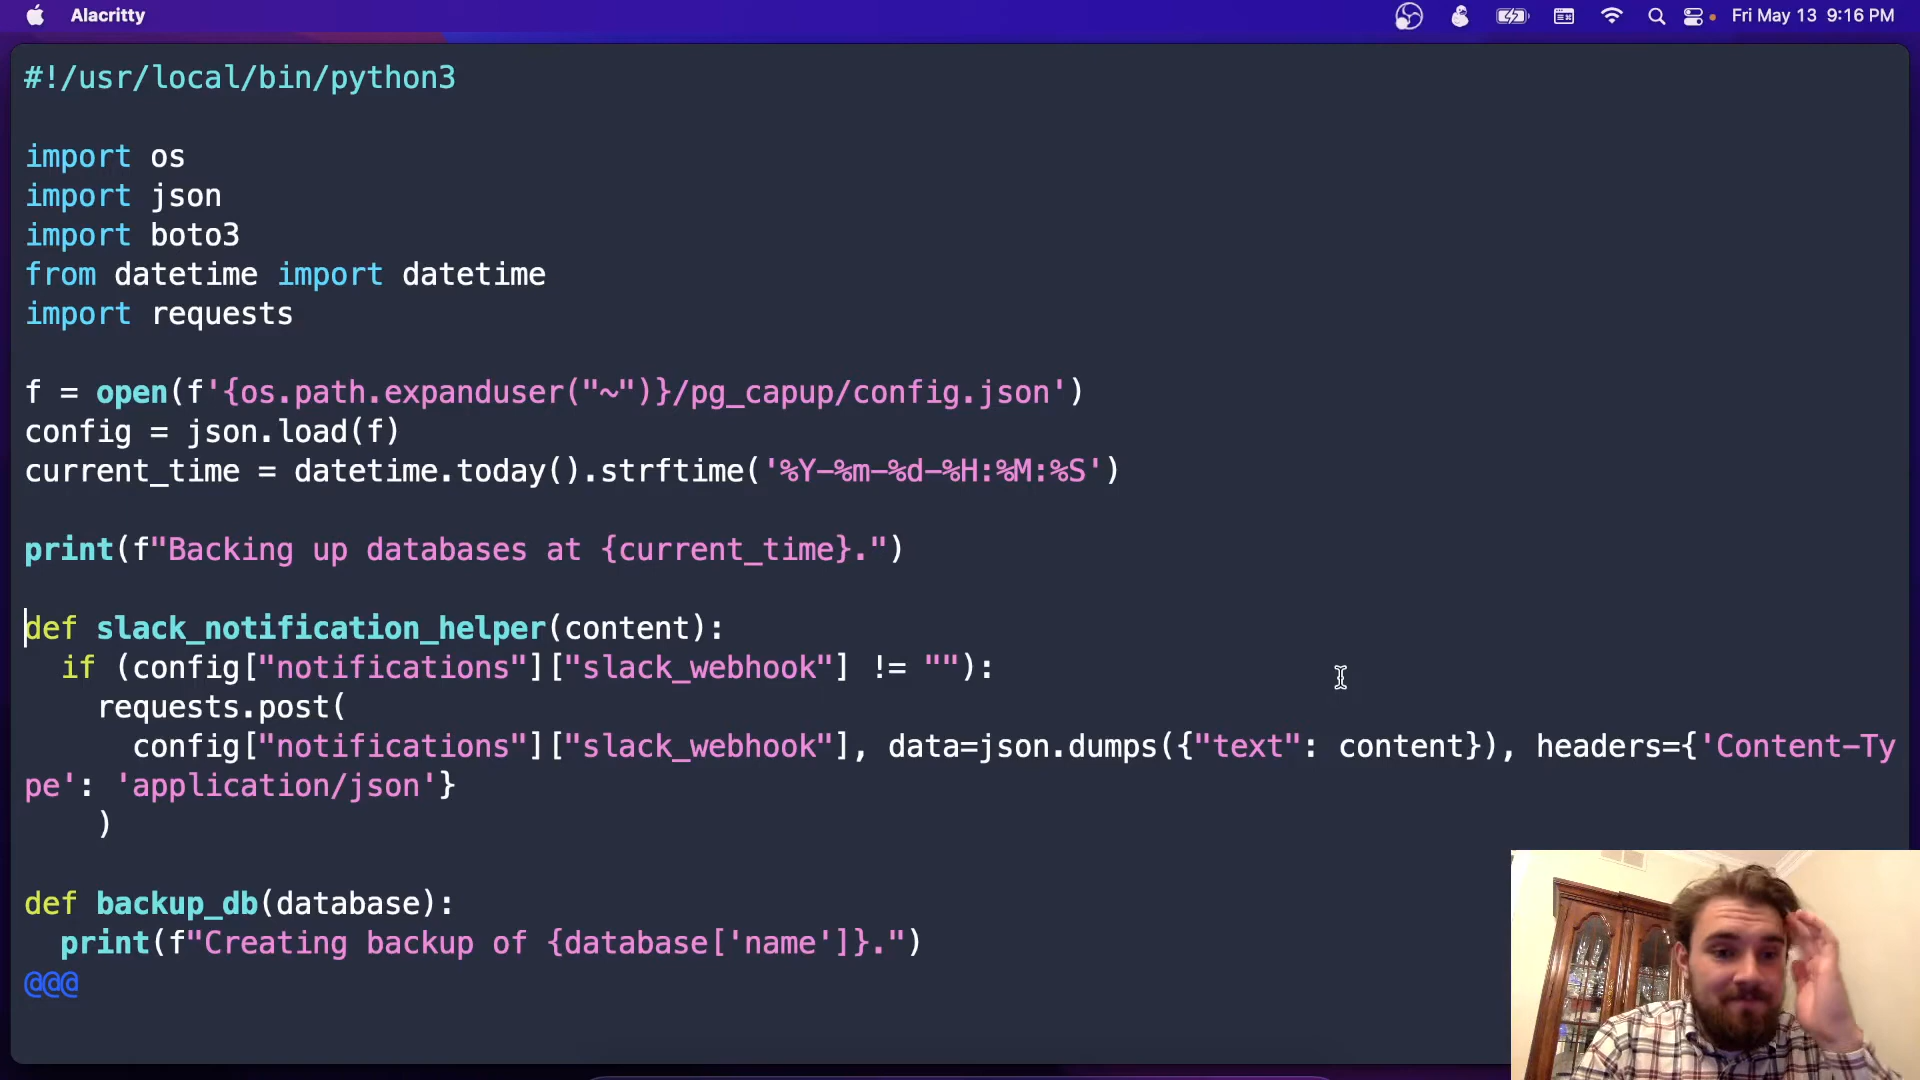 Alacritty
Fri May 13 9:16 PM
#!/usr/local/bin/python3
import os
import json
import boto3
from datetime import datetime
import requests
f = open(f'{os.path.expanduser("~")}/pg_capup/config.json')
config = json.load(f)
current_time = datetime.today().strftime('%Y-%m-%d-%H:%M:%S')
print(f"Backing up databases at {current_time}.")
def slack_notification_helper(content):
  if (config["notifications"]["slack_webhook"] != ""):
    requests.post(
      config["notifications"]["slack_webhook"], data=json.dumps({"text": content}), headers={'Content-Ty
pe': 'application/json'}
    )
def backup_db(database):
  print(f"Creating backup of {database['name']}.")
@@@